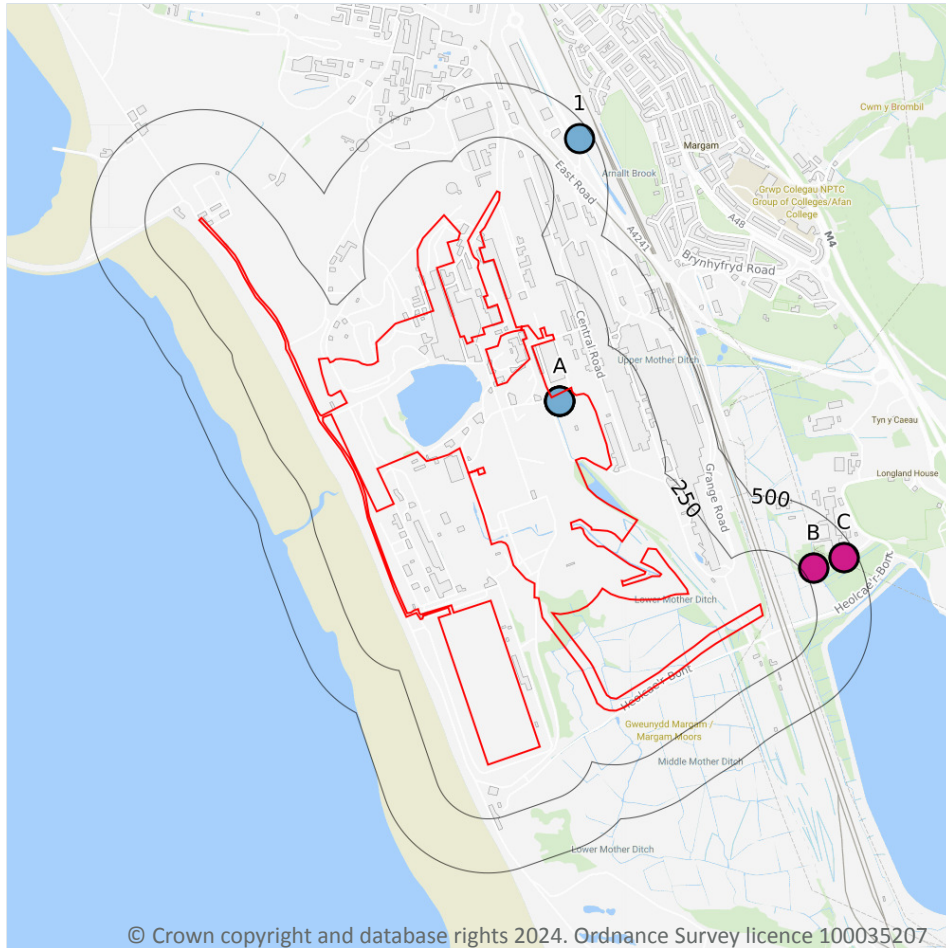 1
Cwm y Brombil
Margam
East Road
Arnallt Brook
Grwp Colegau NPTC
Group of Colleges/Afan
College
A48
M4
A4241
Brynhyfryd Road
Central Road
Upper Mother Ditch
A
Tyn y Caeau
Longland House
Grange Road
250
500
B
C
Heolcae'r-Bont
Lower Mother Ditch
Heolcae'r-Bont
Gweunydd Margam /
Margam Moors
Middle Mother Ditch
Lower Mother Ditch
© Crown copyright and database rights 2024. Ordnance Survey licence 100035207